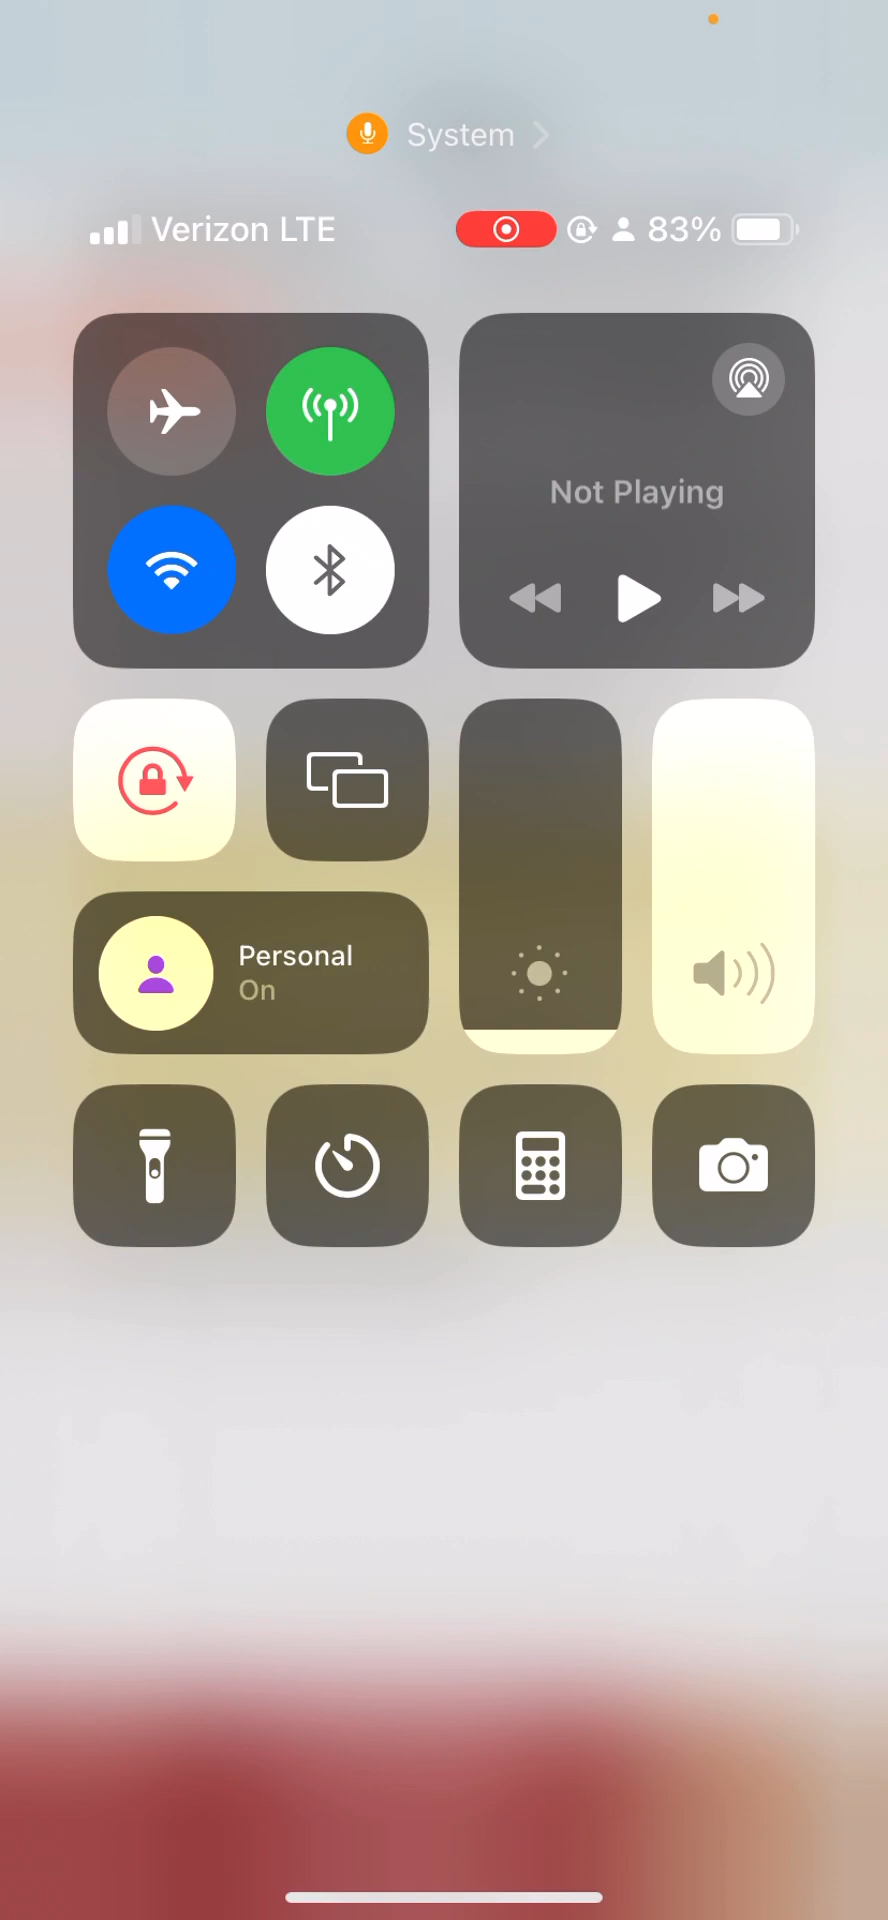 System
Verizon LTE
83%
Not Playing
Personal
On